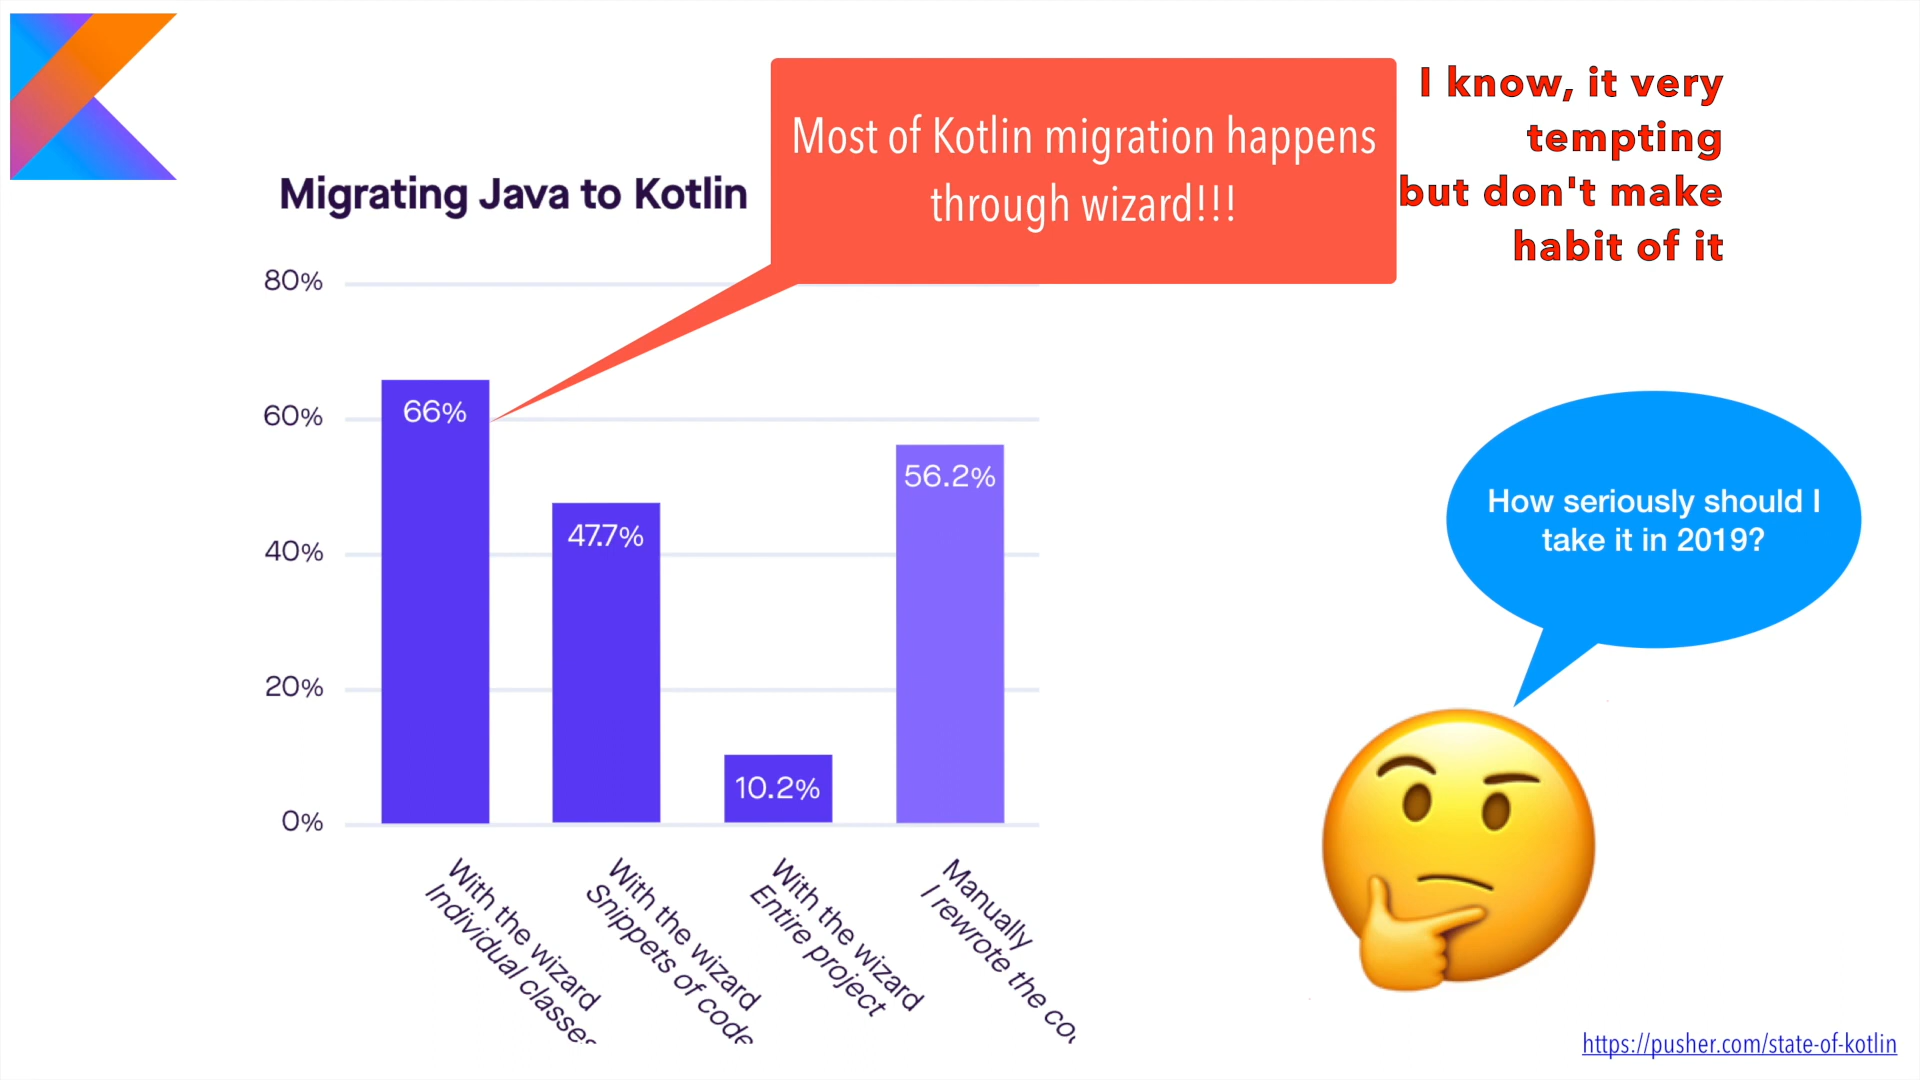 Most of Kotlin migration happens
through wizard!!!
I know, it very
tempting
but don't make
habit of it
Migrating Java to Kotlin
80%
60%
40%
20%
0%
66%
47.7%
10.2%
56.2%
With the wizard
Individual classes
With the wizard
Snippets of code
With the wizard
Entire project
Manually
I rewrote the
How seriously should I
take it in 2019?
https://pusher.com/state-of-kotlin